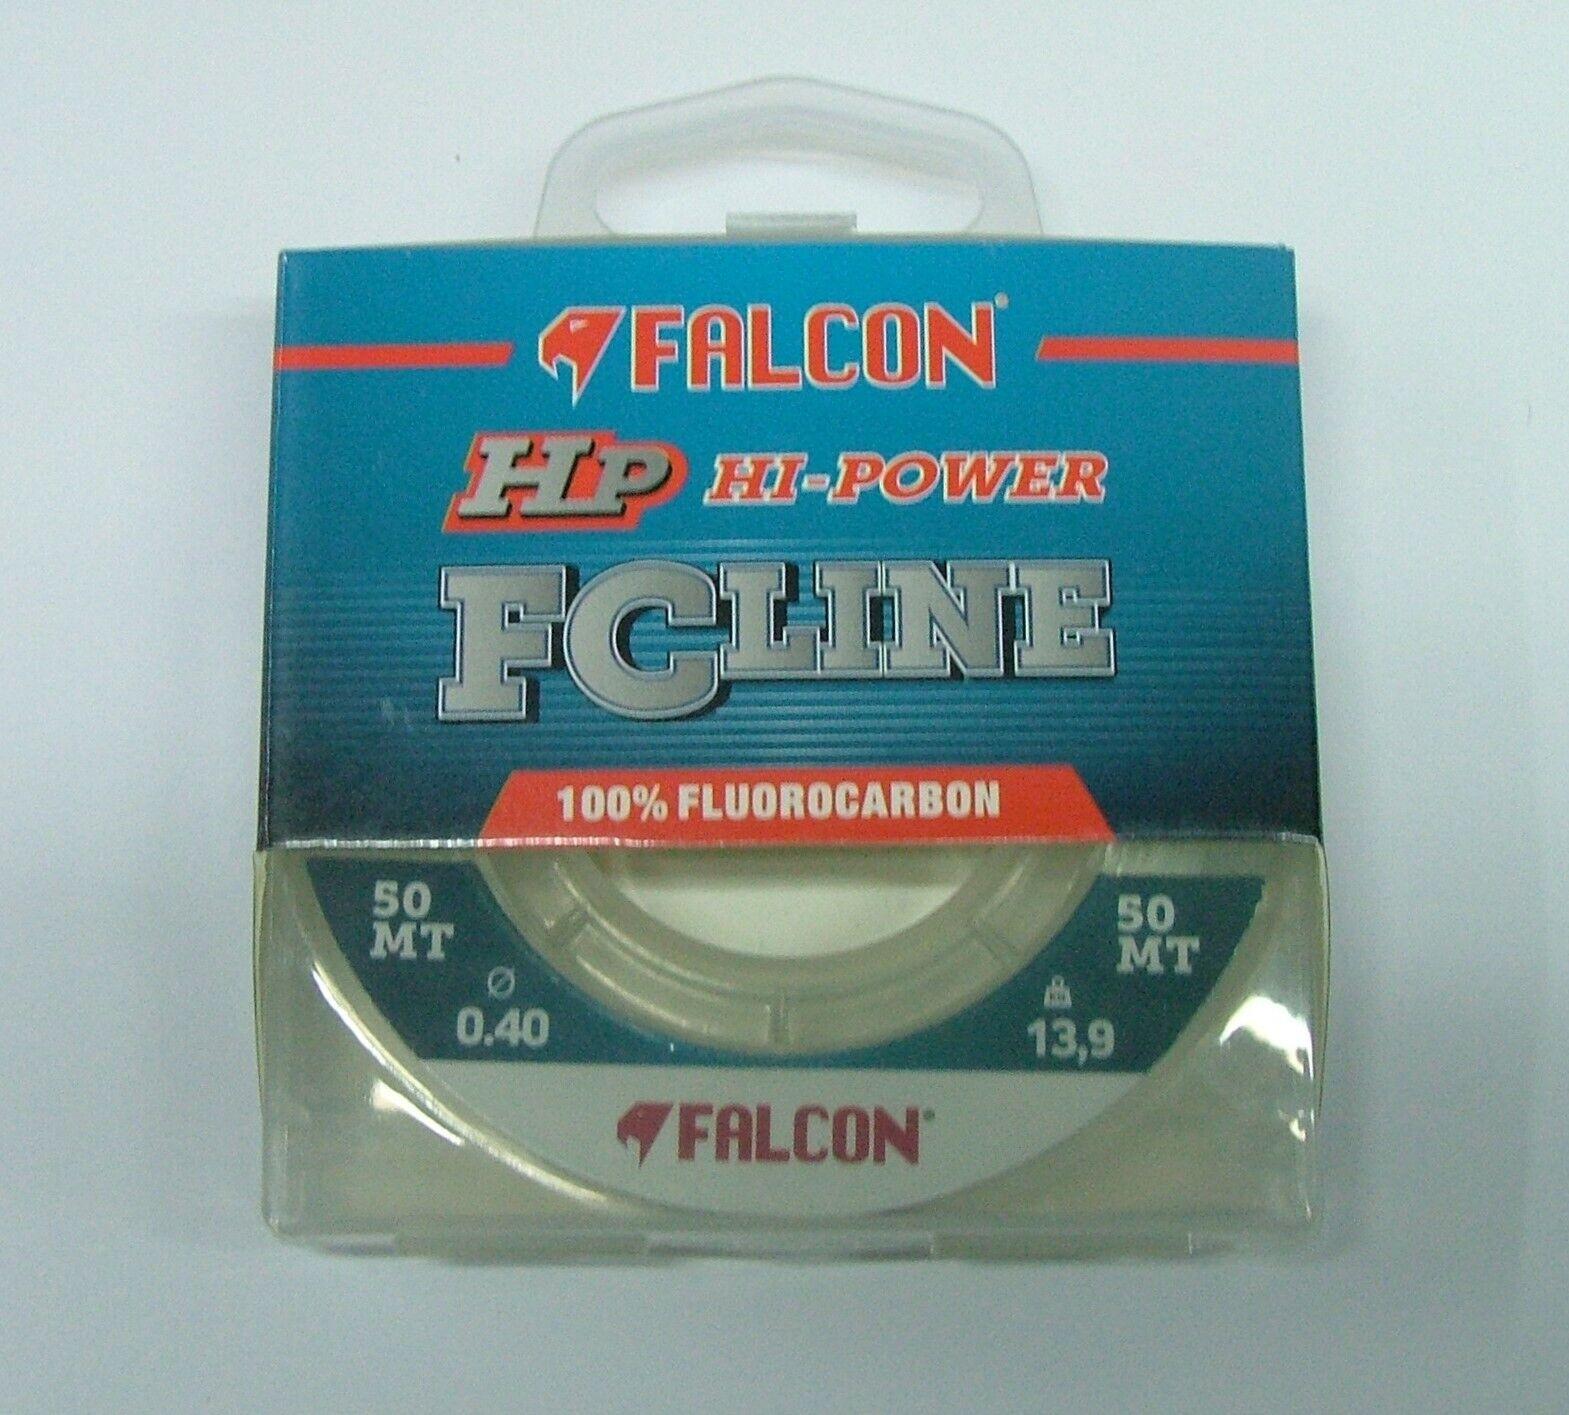 FALCON®
HP HI-POWER
FCLINE
100% FLUOROCARBON
50 MT
50 MT
Ø 0.40
13,9
FALCON®